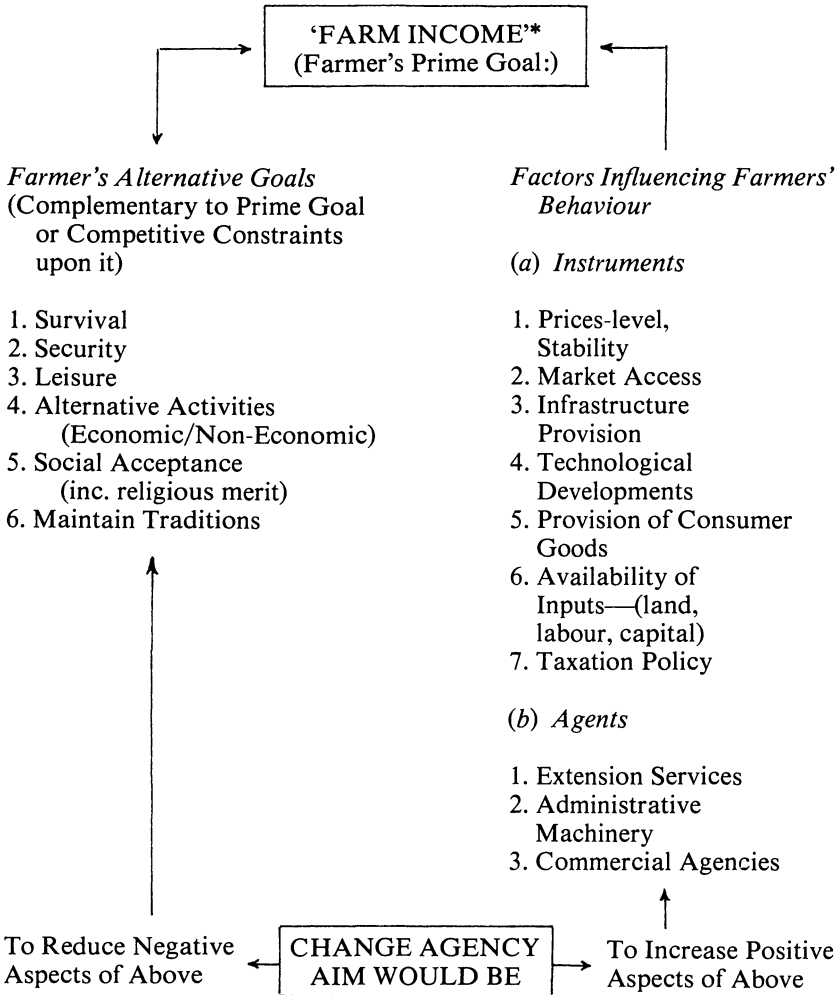 'FARM INCOME'*
(Farmer's Prime Goal:)
Farmer's Alternative Goals
(Complementary to Prime Goal
or Competitive Constraints
upon it)
1. Survival
2. Security
3. Leisure
4. Alternative Activities
(Economic/Non-Economic)
5. Social Acceptance
(inc. religious merit)
6. Maintain Traditions
Factors Influencing Farmers'
Behaviour
(a) Instruments
1. Prices-level,
Stability
2. Market Access
3. Infrastructure
Provision
4. Technological
Developments
5. Provision of Consumer
Goods
6. Availability of
Inputs—(land,
labour, capital)
7. Taxation Policy
(b) Agents
1. Extension Services
2. Administrative
Machinery
3. Commercial Agencies
To Reduce Negative
Aspects of Above
CHANGE AGENCY
AIM WOULD BE
To Increase Positive
Aspects of Above